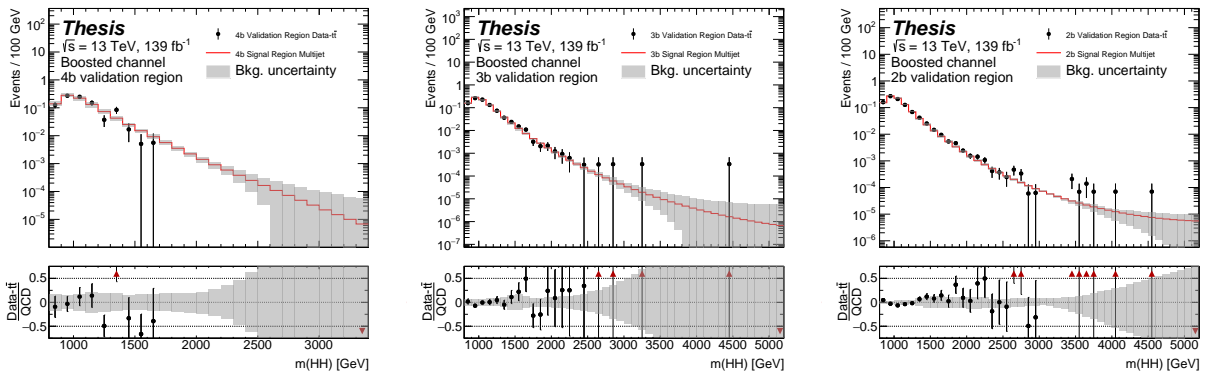 Thesis
√s = 13 TeV, 139 fb⁻¹
Boosted channel
4b validation region
4b Validation Region Data-tt̄
4b Signal Region Multijet
Bkg. uncertainty
Events / 100 GeV
10²
10
1
10⁻¹
10⁻²
10⁻³
10⁻⁴
10⁻⁵
Data-tt̄
QCD
0.5
0
−0.5
1000 1500 2000 2500 3000
m(HH) [GeV]
Thesis
√s = 13 TeV, 139 fb⁻¹
Boosted channel
3b validation region
3b Validation Region Data-tt̄
3b Signal Region Multijet
Bkg. uncertainty
Events / 100 GeV
10³
10²
10
1
10⁻¹
10⁻²
10⁻³
10⁻⁴
10⁻⁵
10⁻⁶
10⁻⁷
Data-tt̄
QCD
0.5
0
−0.5
1000 1500 2000 2500 3000 3500 4000 4500 5000
m(HH) [GeV]
Thesis
√s = 13 TeV, 139 fb⁻¹
Boosted channel
2b validation region
2b Validation Region Data-tt̄
2b Signal Region Multijet
Bkg. uncertainty
Events / 100 GeV
10²
10
1
10⁻¹
10⁻²
10⁻³
10⁻⁴
10⁻⁵
10⁻⁶
Data-tt̄
QCD
0.5
0
−0.5
1000 1500 2000 2500 3000 3500 4000 4500 5000
m(HH) [GeV]